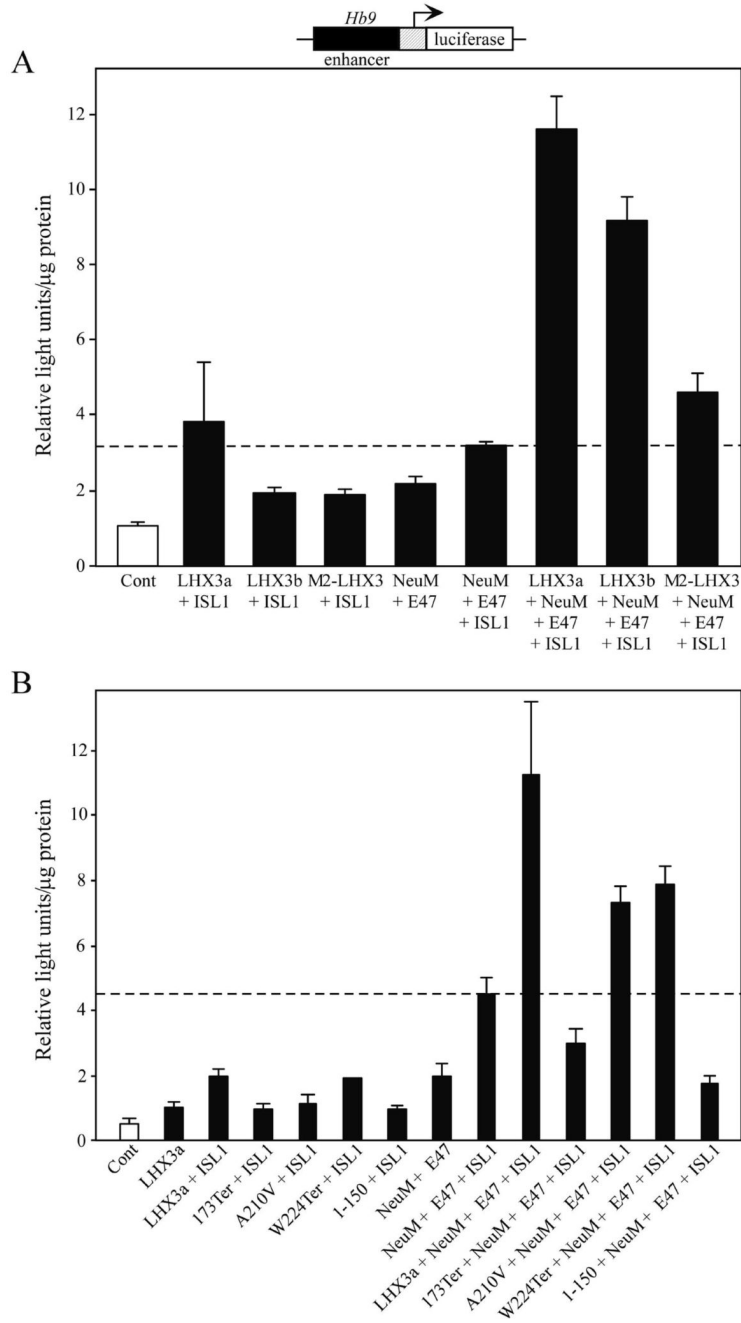 Hb9
luciferase
enhancer
A
Relative light units/µg protein
12
10
8
6
4
2
0
Cont
LHX3a
+ ISL1
LHX3b
+ ISL1
M2-LHX3
+ ISL1
NeuM
+ E47
NeuM
+ E47
+ ISL1
LHX3a
+ NeuM
+ E47
+ ISL1
LHX3b
+ NeuM
+ E47
+ ISL1
M2-LHX3
+ NeuM
+ E47
+ ISL1
B
Relative light units/µg protein
12
10
8
6
4
2
0
Cont
LHX3a
LHX3a + ISL1
173Ter + ISL1
A210V + ISL1
W224Ter + ISL1
1-150 + ISL1
NeuM + E47
NeuM + E47 + ISL1
LHX3a + NeuM + E47 + ISL1
173Ter + NeuM + E47 + ISL1
A210V + NeuM + E47 + ISL1
W224Ter + NeuM + E47 + ISL1
1-150 + NeuM + E47 + ISL1